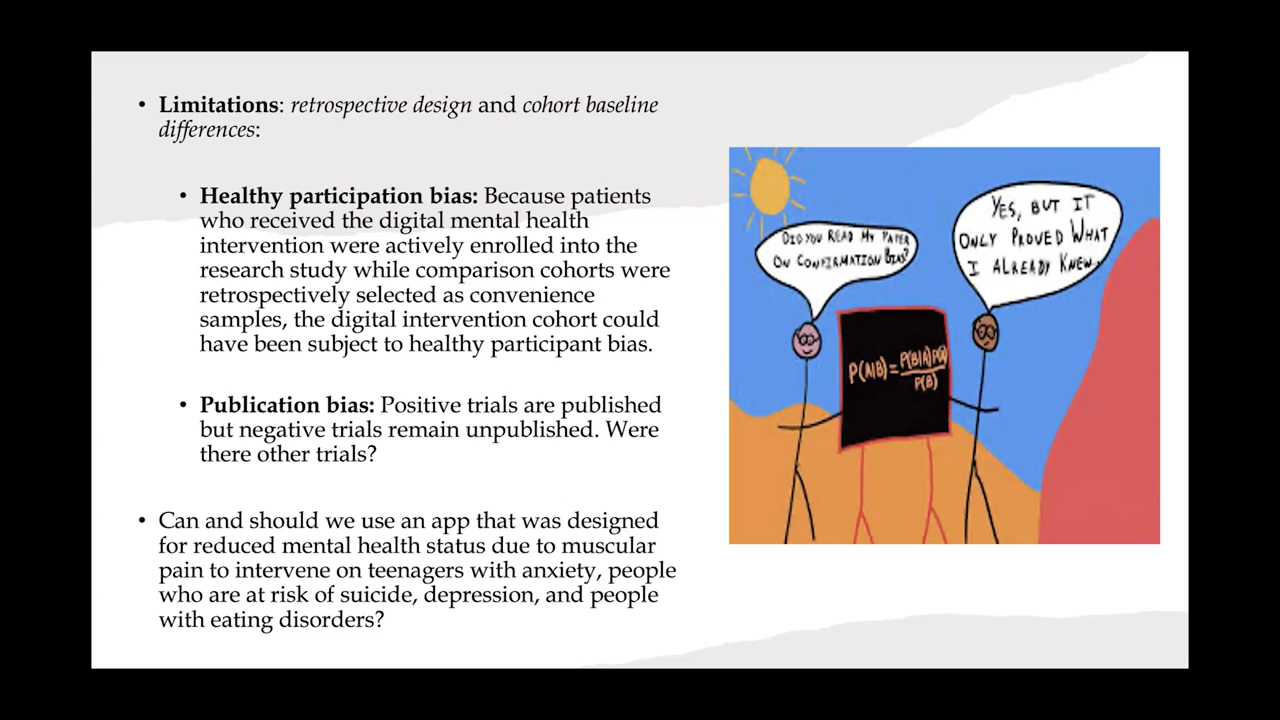 • Limitations: retrospective design and cohort baseline
differences:
• Healthy participation bias: Because patients
who received the digital mental health
intervention were actively enrolled into the
research study while comparison cohorts were
retrospectively selected as convenience
samples, the digital intervention cohort could
have been subject to healthy participant bias.
• Publication bias: Positive trials are published
but negative trials remain unpublished. Were
there other trials?
• Can and should we use an app that was designed
for reduced mental health status due to muscular
pain to intervene on teenagers with anxiety, people
who are at risk of suicide, depression, and people
with eating disorders?
DID YOU READ MY PAPER
ON CONFIRMATION BIAS?
YES, BUT IT
ONLY PROVED WHAT
I ALREADY KNEW.
P(A|B)=P(B|A)P(A)
P(B)